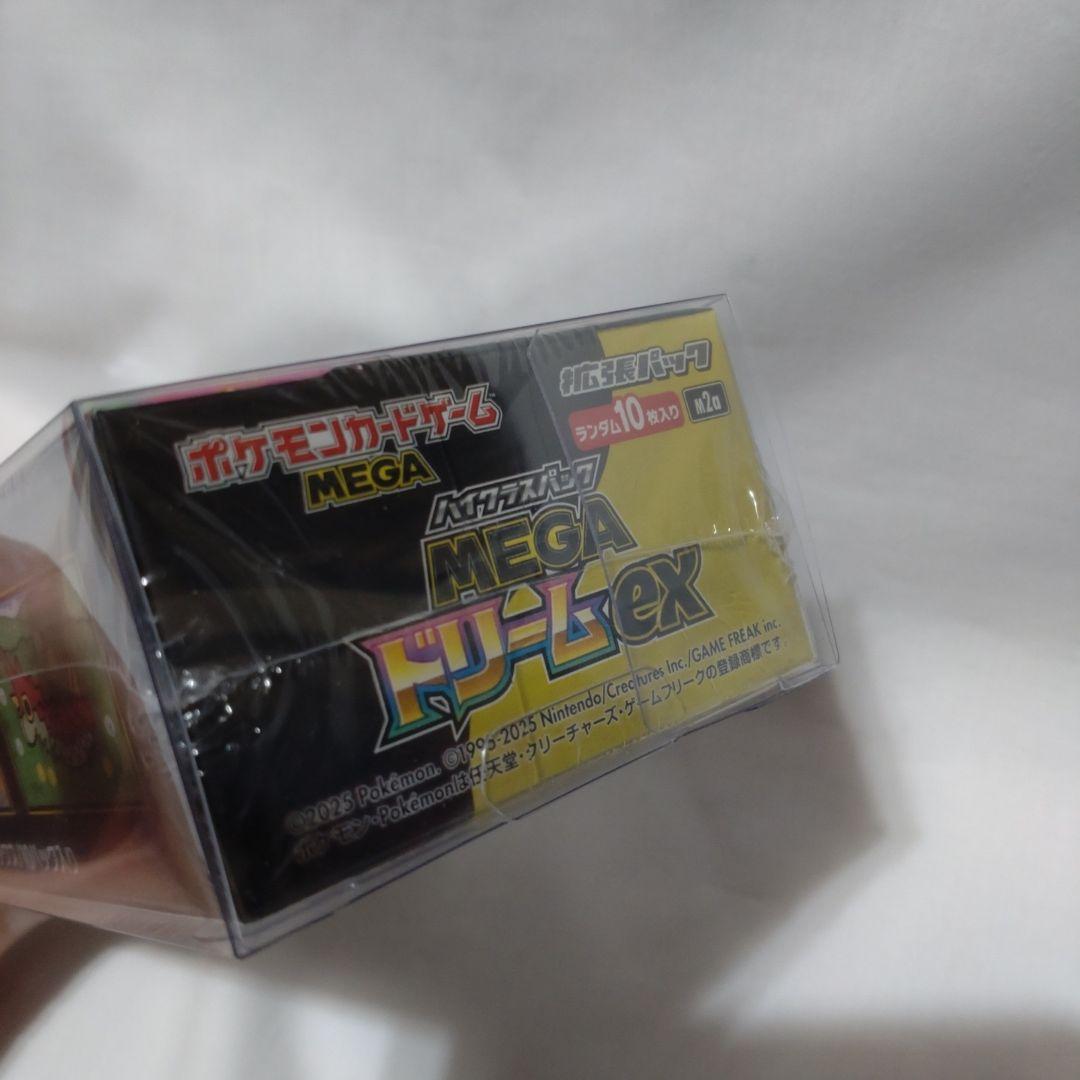 ポケモンカードゲーム™
MEGA
拡張パック
ランダム10枚入り
M2a
ハイクラスパック
MEGA
ドリームex
©2025 Pokémon. ©1995-2025 Nintendo/Creatures Inc./GAME FREAK inc.
ポケモン・Pokémonは任天堂・クリーチャーズ・ゲームフリークの登録商標です。